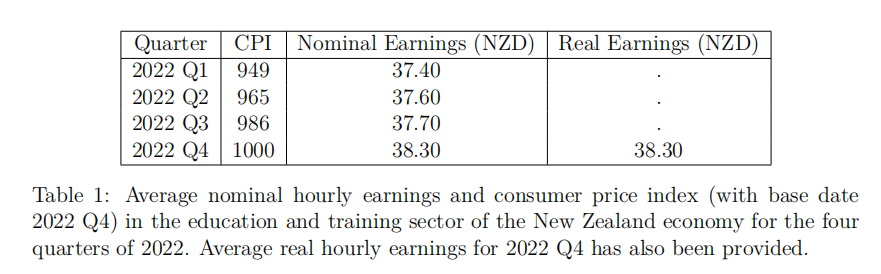 Quarter CPI Nominal Earnings (NZD) Real Earnings (NZD)
2022 Q1 949 37.40 .
2022 Q2 965 37.60 .
2022 Q3 986 37.70 .
2022 Q4 1000 38.30 38.30
Table 1: Average nominal hourly earnings and consumer price index (with base date
2022 Q4) in the education and training sector of the New Zealand economy for the four
quarters of 2022. Average real hourly earnings for 2022 Q4 has also been provided.